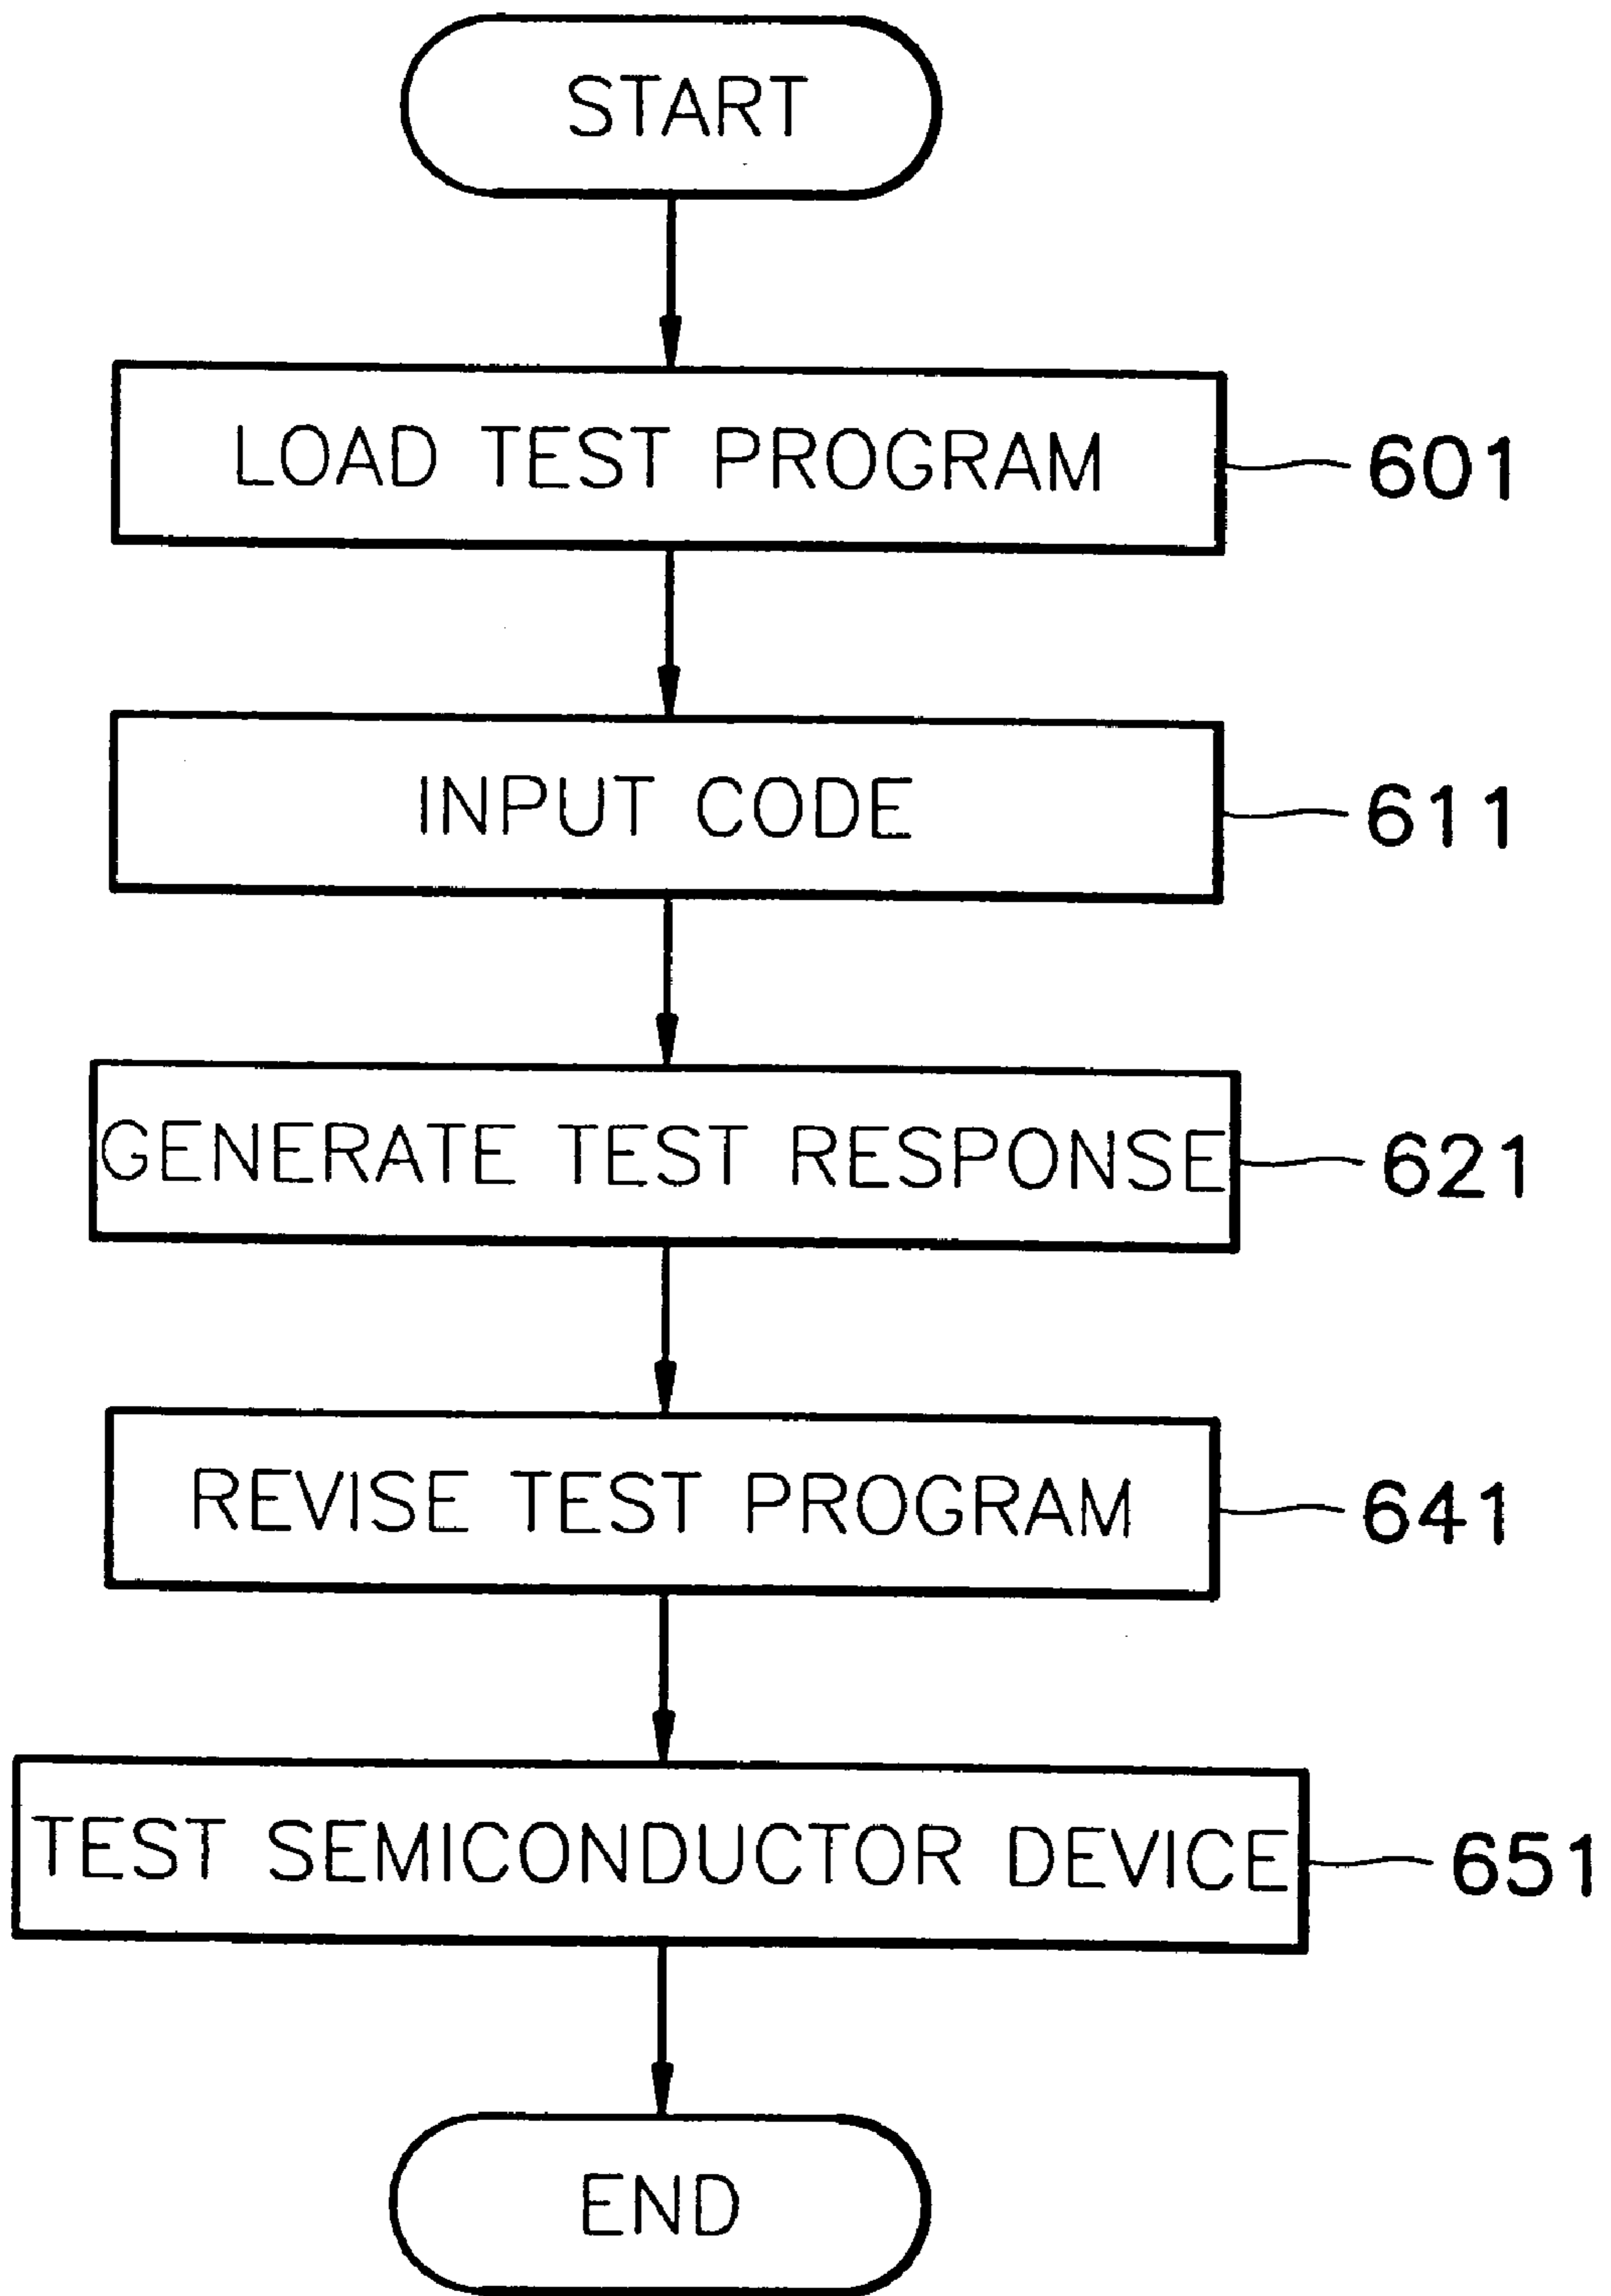 START
LOAD TEST PROGRAM
601
INPUT CODE
611
GENERATE TEST RESPONSE
621
REVISE TEST PROGRAM
641
TEST SEMICONDUCTOR DEVICE
651
END